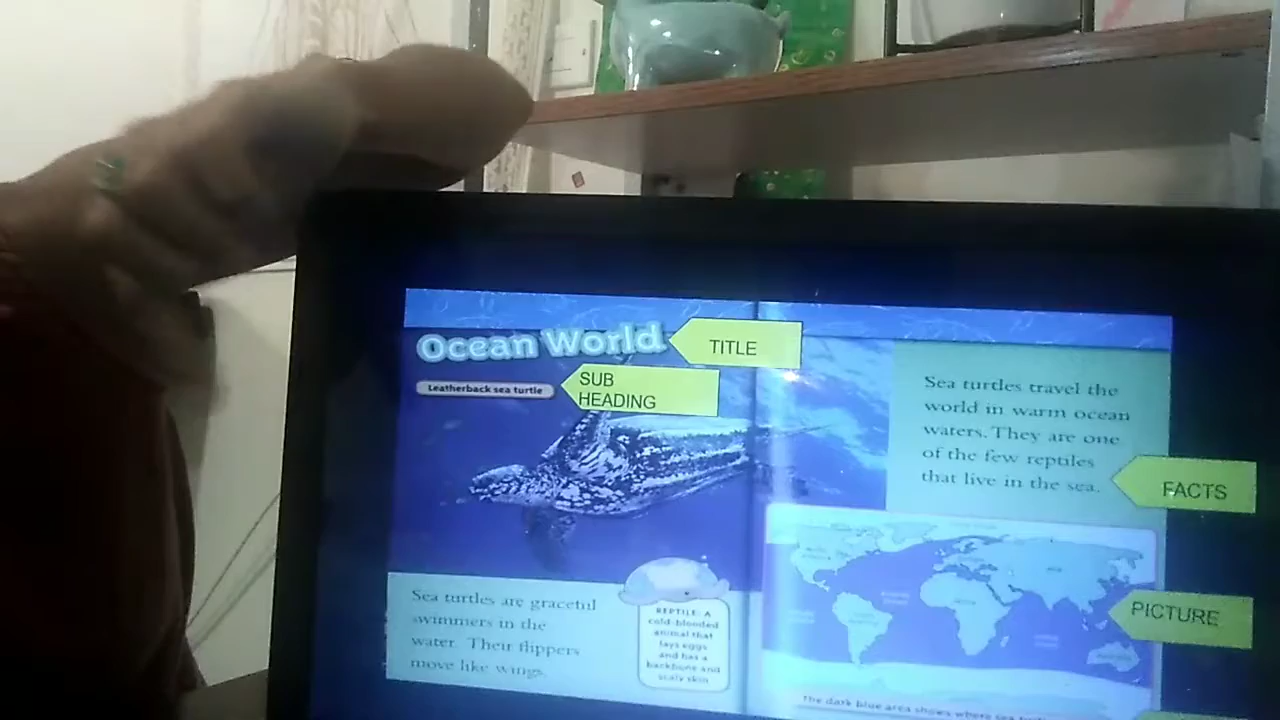 Ocean World
TITLE
Leatherback sea turtle
SUB
HEADING
Sea turtles travel the
world in warm ocean
waters. They are one
of the few reptiles
that live in the sea.
FACTS
PICTURE
Sea turtles are graceful
swimmers in the
water. Their flippers
move like wings.
REPTILE: A
cold-blooded
animal that
lays eggs
and has a
backbone and
scaly skin
The dark blue area shows where sea